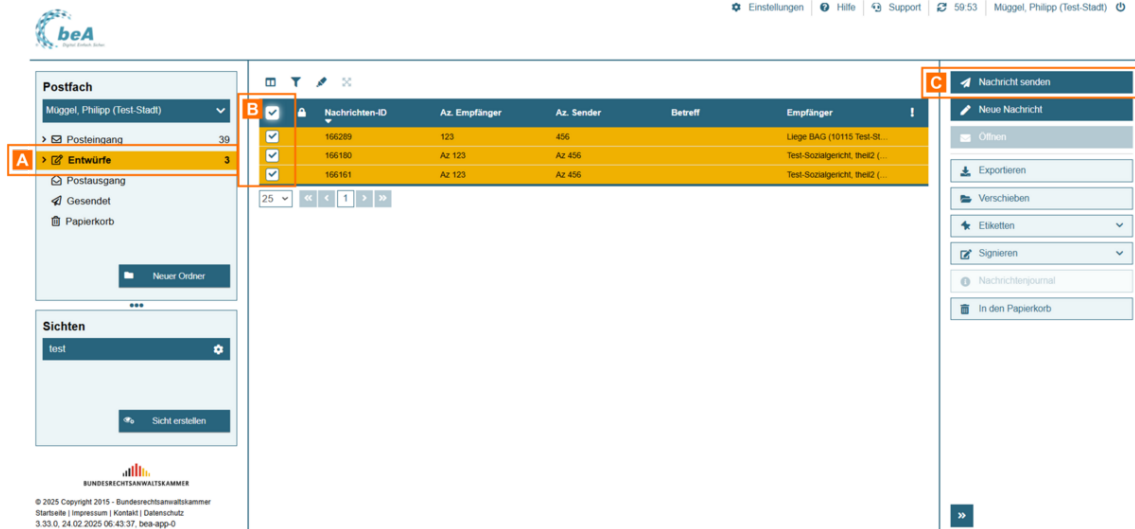 Einstellungen Hilfe Support 59:53 Müggel, Philipp (Test-Stadt)
beA
Digital. Einfach. Sicher.
Postfach
Müggel, Philipp (Test-Stadt)
Posteingang 39
A Entwürfe 3
Postausgang
Gesendet
Papierkorb
Neuer Ordner
Sichten
test
Sicht erstellen
BUNDESRECHTSANWALTSKAMMER
© 2025 Copyright 2015 - Bundesrechtsanwaltskammer
Startseite | Impressum | Kontakt | Datenschutz
3.33.0, 24.02.2025 06:43:37, bea-app-0
B Nachrichten-ID Az. Empfänger Az. Sender Betreff Empfänger !
166289 123 456 Liege BAG (10115 Test-St...
166180 Az 123 Az 456 Test-Sozialgericht, theil2 (...
166161 Az 123 Az 456 Test-Sozialgericht, theil2 (...
25 « < 1 > »
C Nachricht senden
Neue Nachricht
Öffnen
Exportieren
Verschieben
Etiketten
Signieren
Nachrichtenjournal
In den Papierkorb
»